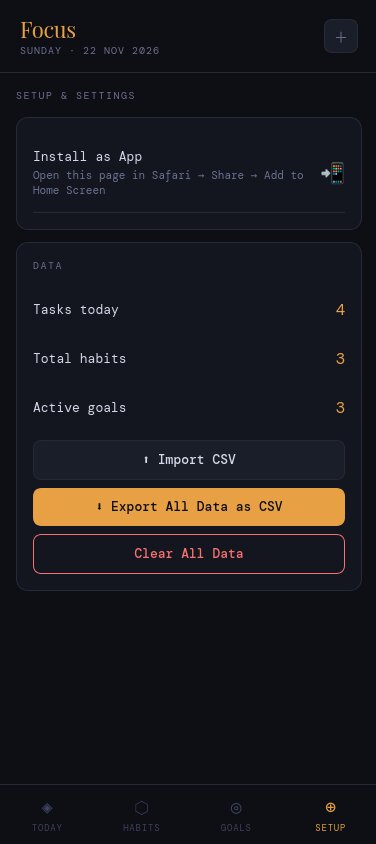 Focus
SUNDAY · 22 NOV 2026
+
SETUP & SETTINGS
Install as App
Open this page in Safari → Share → Add to
Home Screen
DATA
Tasks today 4
Total habits 3
Active goals 3
⬆ Import CSV
⬇ Export All Data as CSV
Clear All Data
TODAY HABITS GOALS SETUP